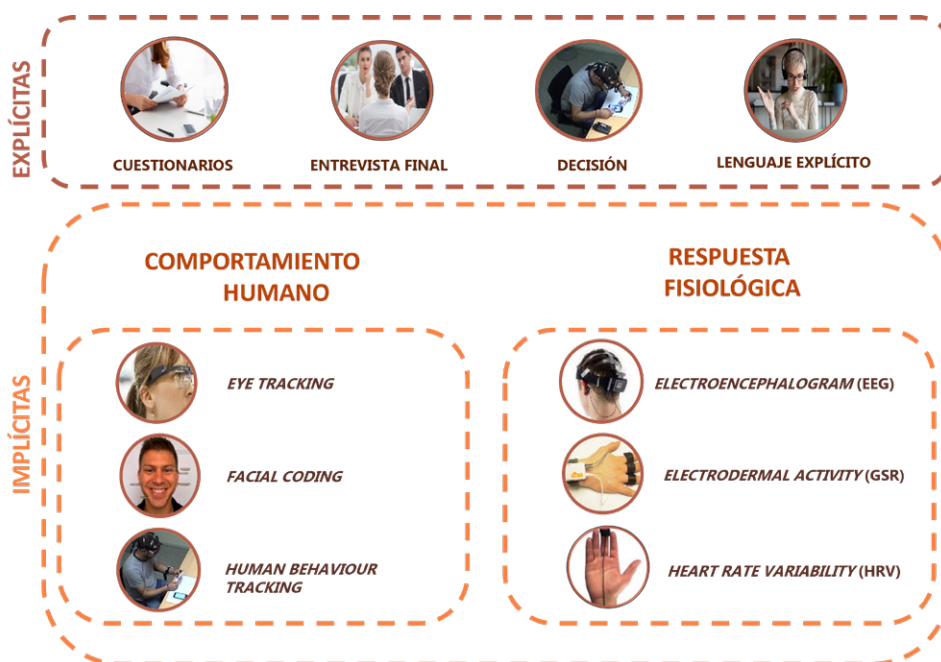 EXPLÍCITAS
CUESTIONARIOS
ENTREVISTA FINAL
DECISIÓN
LENGUAJE EXPLÍCITO
IMPLÍCITAS
COMPORTAMIENTO
HUMANO
EYE TRACKING
FACIAL CODING
HUMAN BEHAVIOUR
TRACKING
RESPUESTA
FISIOLÓGICA
ELECTROENCEPHALOGRAM (EEG)
ELECTRODERMAL ACTIVITY (GSR)
HEART RATE VARIABILITY (HRV)